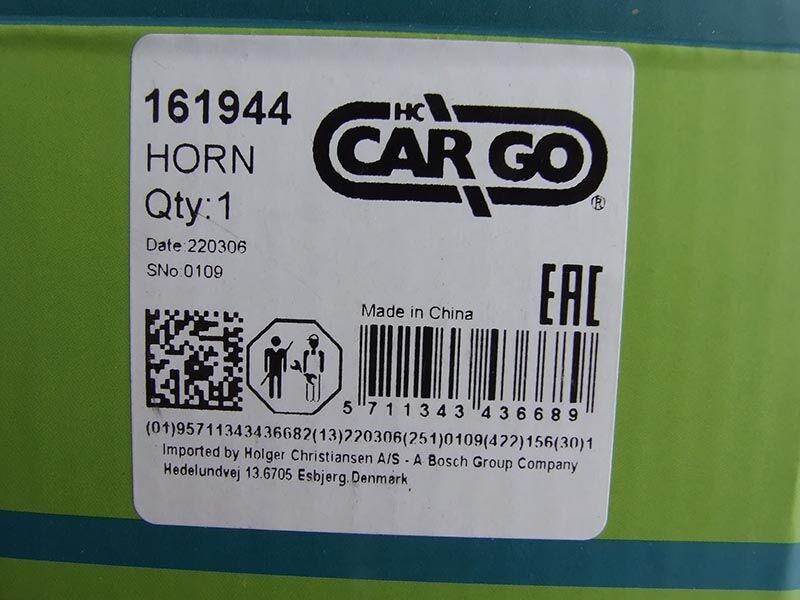 161944
HC
CARGO
®
HORN
Qty:1
Date:220306
SNo:0109
EAC
Made in China
5 711343 436689
(01)95711343436682(13)220306(251)0109(422)156(30)1
Imported by Holger Christiansen A/S - A Bosch Group Company
Hedelundvej 13.6705 Esbjerg.Denmark